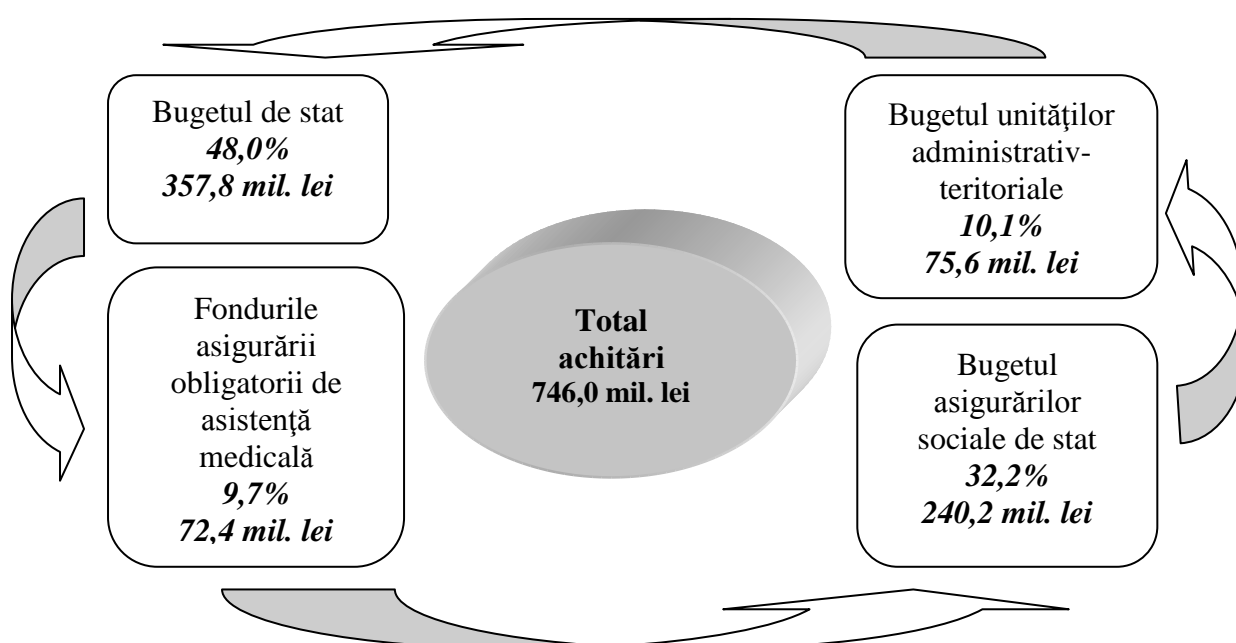 Bugetul de stat
48,0%
357,8 mil. lei
Fondurile
asigurării
obligatorii de
asistenţă
medicală
9,7%
72,4 mil. lei
Total
achitări
746,0 mil. lei
Bugetul unităţilor
administrativ-
teritoriale
10,1%
75,6 mil. lei
Bugetul
asigurărilor
sociale de stat
32,2%
240,2 mil. lei